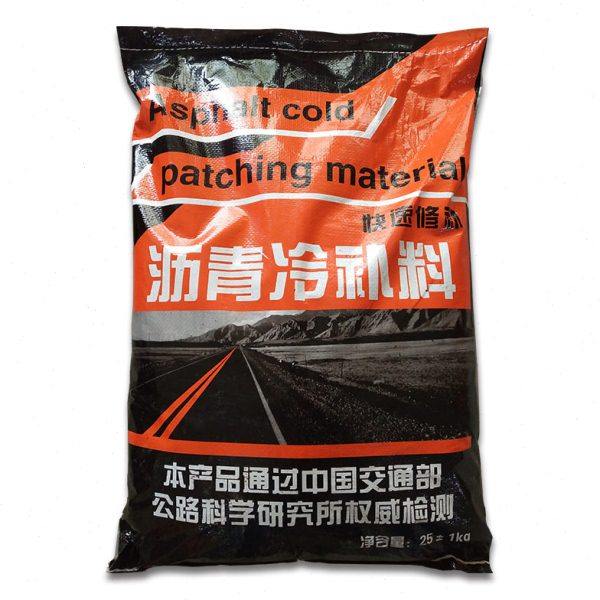 Asphalt cold
patching material
快速修补
沥青冷补料
本产品通过中国交通部
公路科学研究所权威检测
净含量：25±1kg